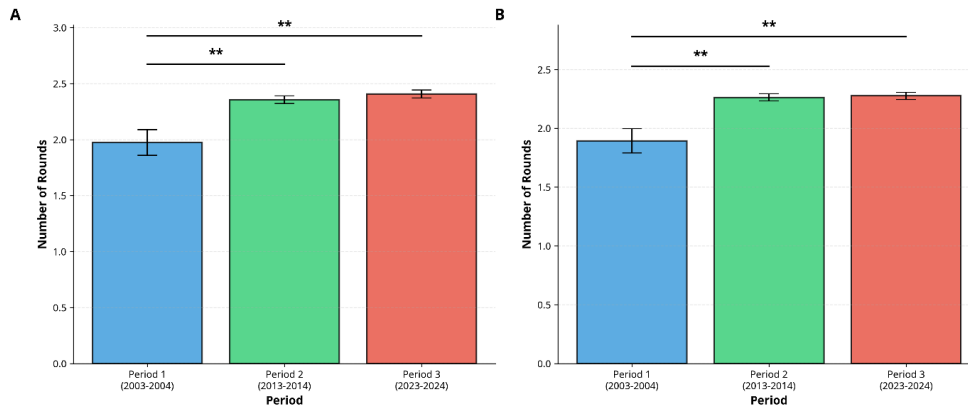 A
Number of Rounds
3.0
2.5
2.0
1.5
1.0
0.5
0.0
**
**
Period 1
(2003-2004)
Period 2
(2013-2014)
Period 3
(2023-2024)
Period
B
Number of Rounds
2.5
2.0
1.5
1.0
0.5
0.0
**
**
Period 1
(2003-2004)
Period 2
(2013-2014)
Period 3
(2023-2024)
Period